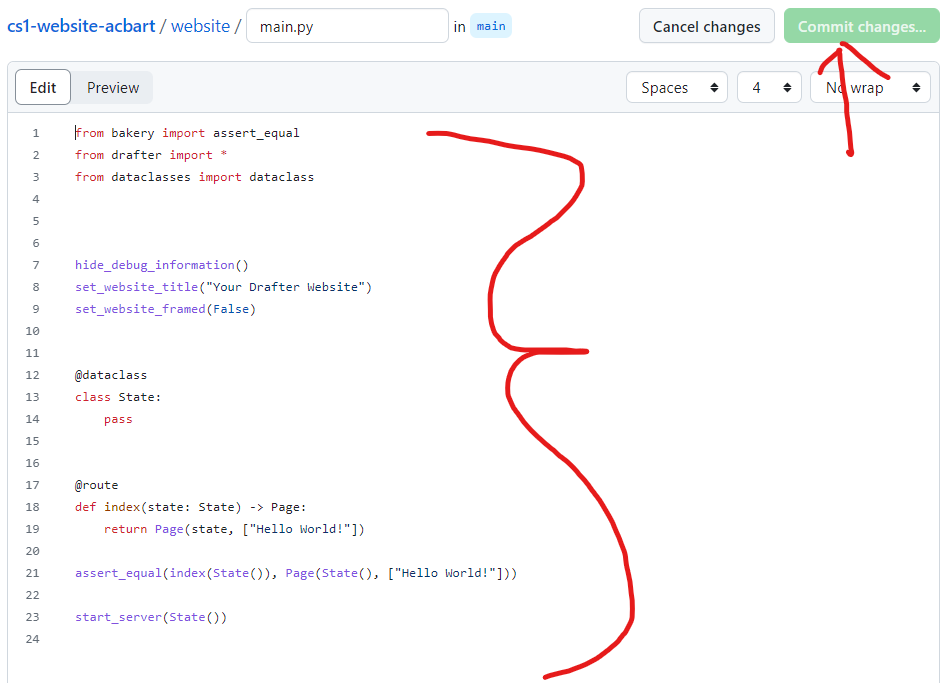 cs1-website-acbart / website / main.py in main Cancel changes Commit changes...
Edit Preview Spaces 4 No wrap
1 from bakery import assert_equal
2 from drafter import *
3 from dataclasses import dataclass
4
5
6
7 hide_debug_information()
8 set_website_title("Your Drafter Website")
9 set_website_framed(False)
10
11
12 @dataclass
13 class State:
14     pass
15
16
17 @route
18 def index(state: State) -> Page:
19     return Page(state, ["Hello World!"])
20
21 assert_equal(index(State()), Page(State(), ["Hello World!"]))
22
23 start_server(State())
24